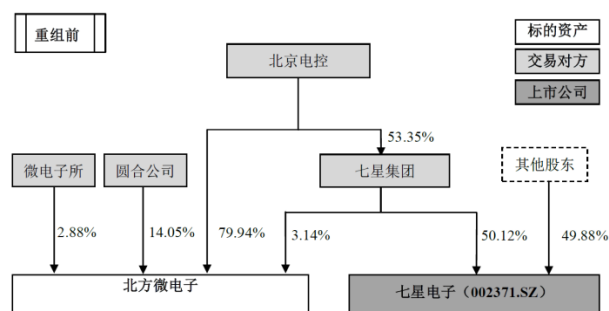 重组前
标的资产
交易对方
上市公司
北京电控
53.35%
微电子所
圆合公司
七星集团
其他股东
2.88%
14.05%
79.94%
3.14%
50.12%
49.88%
北方微电子
七星电子（002371.SZ）